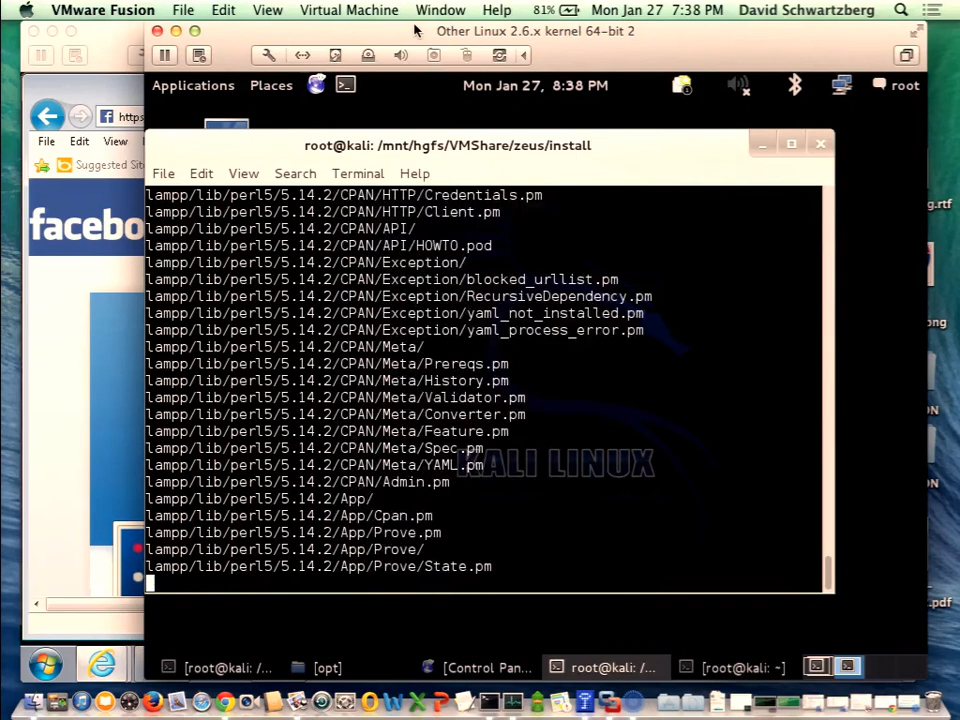 VMware Fusion File Edit View Virtual Machine Window Help 81% Mon Jan 27 7:38 PM David Schwartzberg
Other Linux 2.6.x kernel 64-bit 2
Applications Places Mon Jan 27, 8:38 PM root
https
File Edit View
Suggested Sit
facebo
root@kali: /mnt/hgfs/VMShare/zeus/install
File Edit View Search Terminal Help
lampp/lib/perl5/5.14.2/CPAN/HTTP/Credentials.pm
lampp/lib/perl5/5.14.2/CPAN/HTTP/Client.pm
lampp/lib/perl5/5.14.2/CPAN/API/
lampp/lib/perl5/5.14.2/CPAN/API/HOWTO.pod
lampp/lib/perl5/5.14.2/CPAN/Exception/
lampp/lib/perl5/5.14.2/CPAN/Exception/blocked_urllist.pm
lampp/lib/perl5/5.14.2/CPAN/Exception/RecursiveDependency.pm
lampp/lib/perl5/5.14.2/CPAN/Exception/yaml_not_installed.pm
lampp/lib/perl5/5.14.2/CPAN/Exception/yaml_process_error.pm
lampp/lib/perl5/5.14.2/CPAN/Meta/
lampp/lib/perl5/5.14.2/CPAN/Meta/Prereqs.pm
lampp/lib/perl5/5.14.2/CPAN/Meta/History.pm
lampp/lib/perl5/5.14.2/CPAN/Meta/Validator.pm
lampp/lib/perl5/5.14.2/CPAN/Meta/Converter.pm
lampp/lib/perl5/5.14.2/CPAN/Meta/Feature.pm
lampp/lib/perl5/5.14.2/CPAN/Meta/Spec.pm
lampp/lib/perl5/5.14.2/CPAN/Meta/YAML.pm
lampp/lib/perl5/5.14.2/CPAN/Admin.pm
lampp/lib/perl5/5.14.2/App/
lampp/lib/perl5/5.14.2/App/Cpan.pm
lampp/lib/perl5/5.14.2/App/Prove.pm
lampp/lib/perl5/5.14.2/App/Prove/
lampp/lib/perl5/5.14.2/App/Prove/State.pm
KALI LINUX
ng.rtf
ong
ON
ON
.pdf
[root@kali: /... [opt] [Control Pan... root@kali: /... [root@kali: ~]